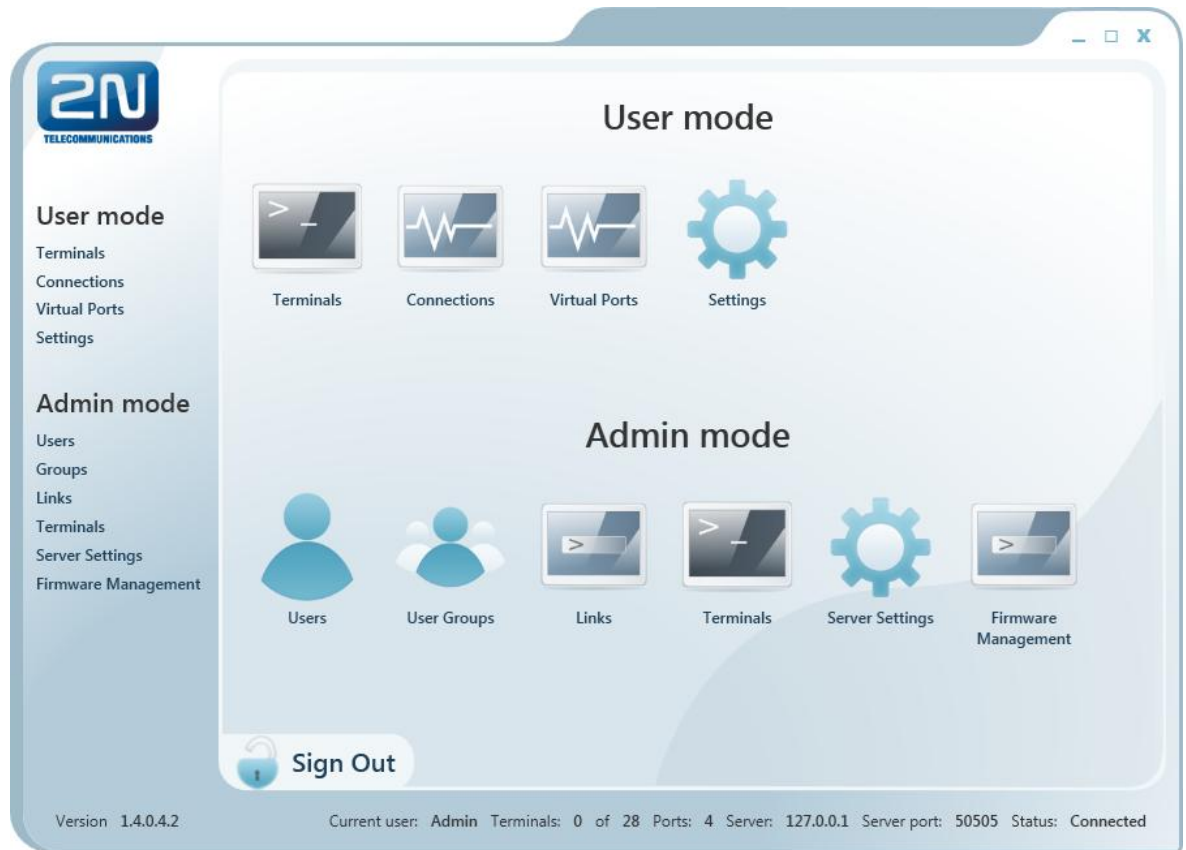 2N
TELECOMMUNICATIONS
User mode
Terminals
Connections
Virtual Ports
Settings
Admin mode
Users
Groups
Links
Terminals
Server Settings
Firmware Management
User mode
> _
Terminals
Connections
Virtual Ports
Settings
Admin mode
Users
User Groups
>
Links
> _
Terminals
Server Settings
>
Firmware
Management
Sign Out
Version 1.4.0.4.2
Current user: Admin Terminals: 0 of 28 Ports: 4 Server: 127.0.0.1 Server port: 50505 Status: Connected